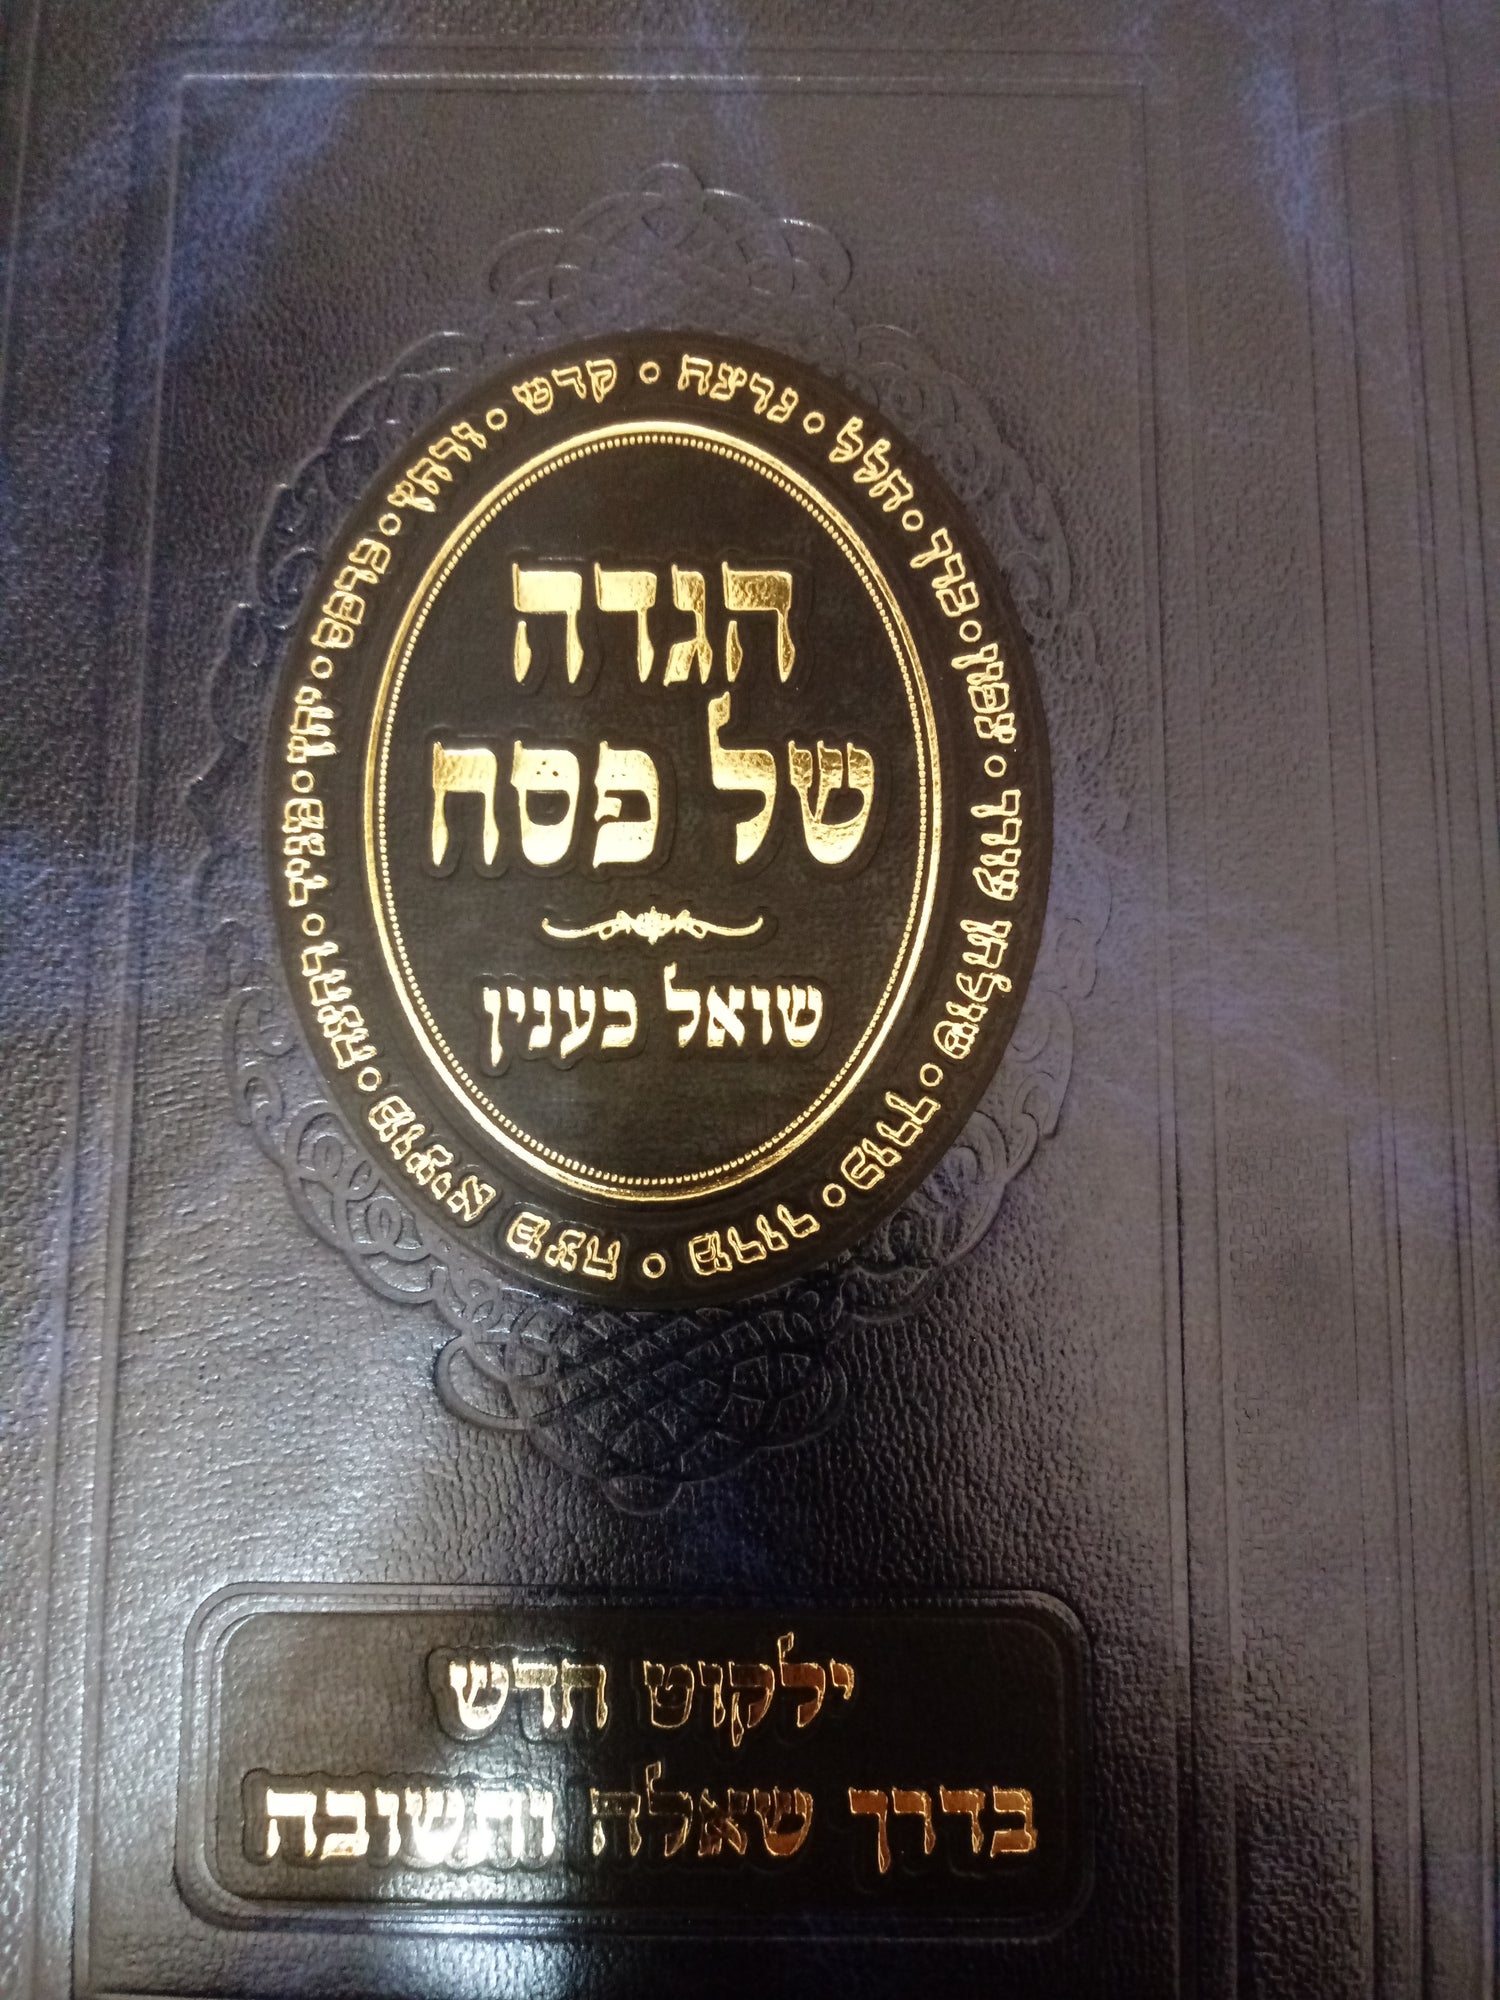 הגדה
של פסח
שואל כענין
קדש ∘ ורחץ ∘ כרפס ∘ יחץ ∘ מגיד ∘ רחצה ∘ מוציא מצה ∘ מרור ∘ כורך ∘ שולחן עורך ∘ צפון ∘ ברך ∘ הלל ∘ נרצה ∘
ילקוט חדש
בדרך שאלה ותשובה